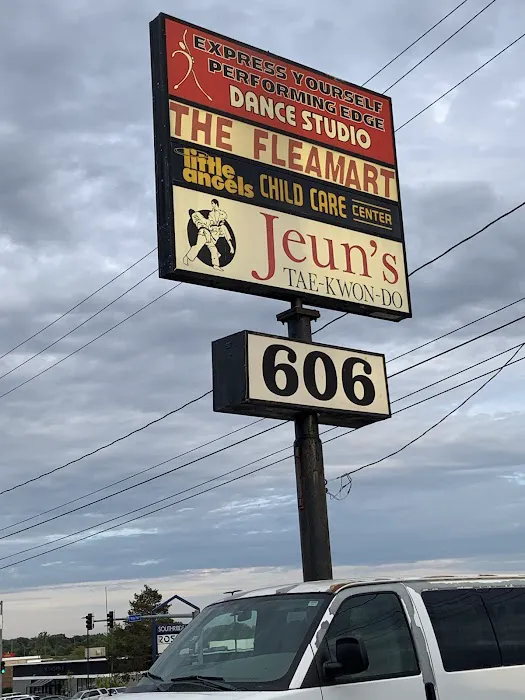 EXPRESS YOURSELF
PERFORMING EDGE
DANCE STUDIO
THE FLEAMART
little
angels
CHILD CARE CENTER
Jeun's
TAE-KWON-DO
606